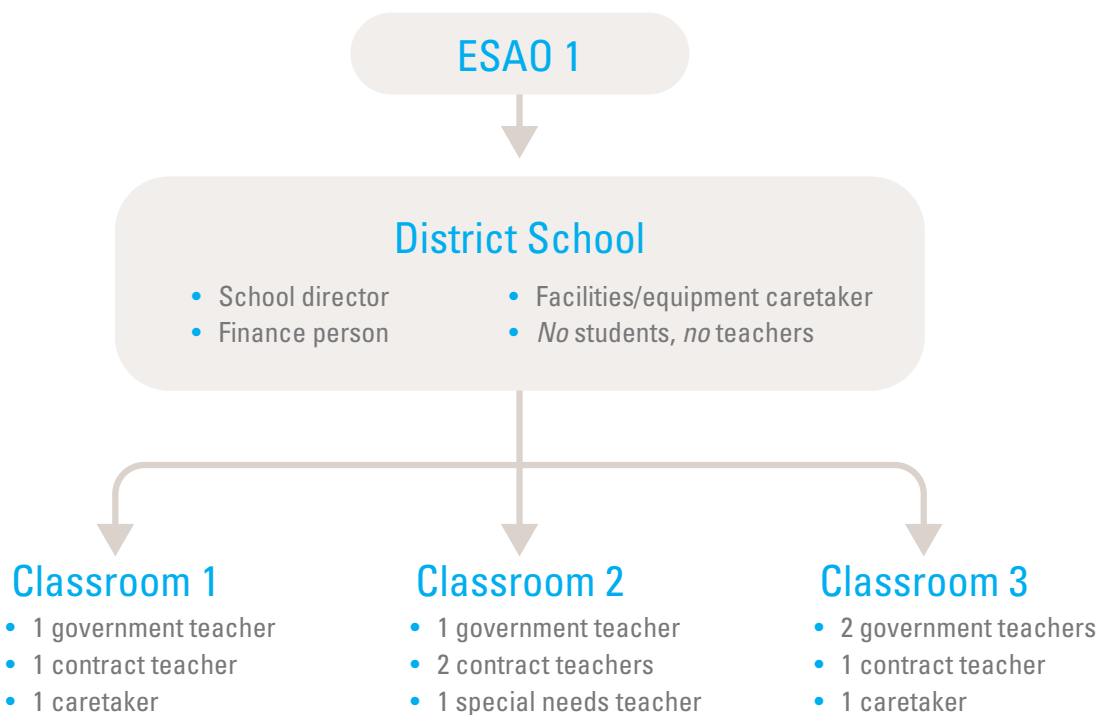 ESAO 1
District School
• School director
• Finance person
• Facilities/equipment caretaker
• No students, no teachers
Classroom 1
• 1 government teacher
• 1 contract teacher
• 1 caretaker
Classroom 2
• 1 government teacher
• 2 contract teachers
• 1 special needs teacher
Classroom 3
• 2 government teachers
• 1 contract teacher
• 1 caretaker